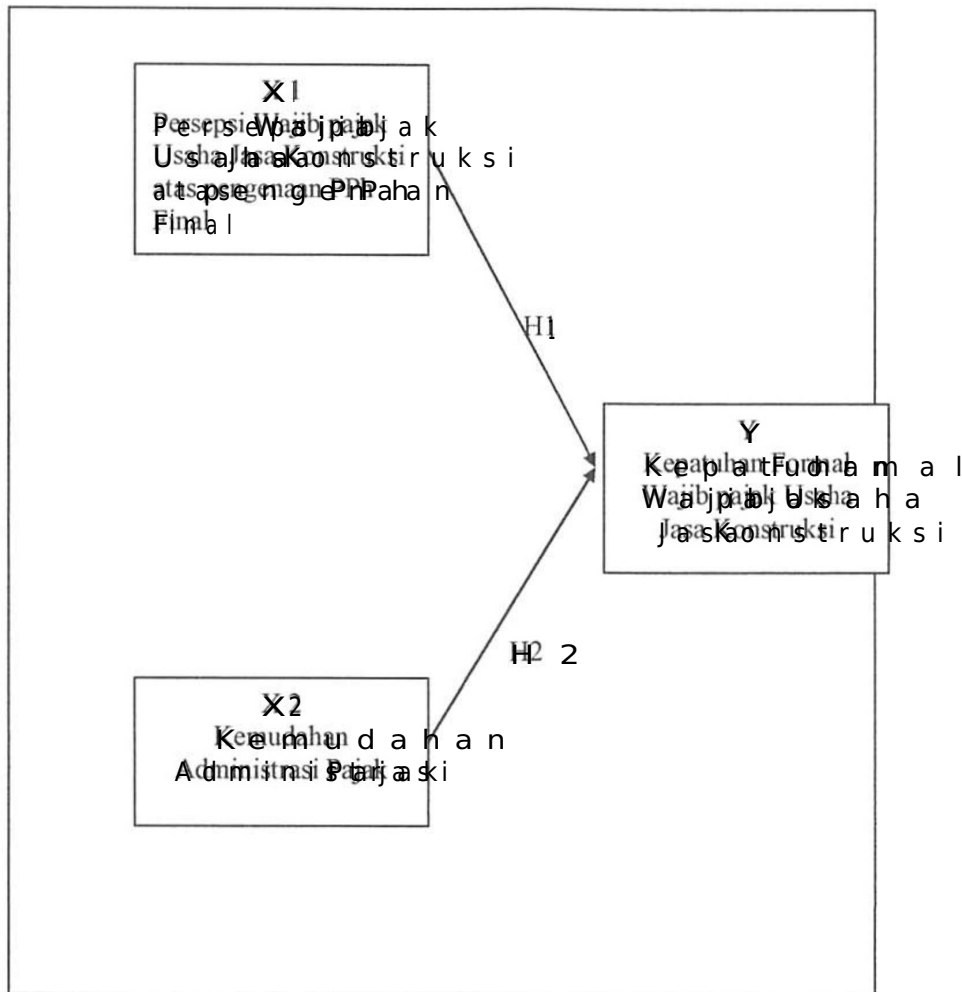 X1
Persepsi Wajib pajak
Usaha Jasa Konstruksi
atas pengenaan PPh
Final
H1
Y
Kepatuhan Formal
Wajib pajak Usaha
Jasa Konstruksi
H2
X2
Kemudahan
Administrasi Pajak